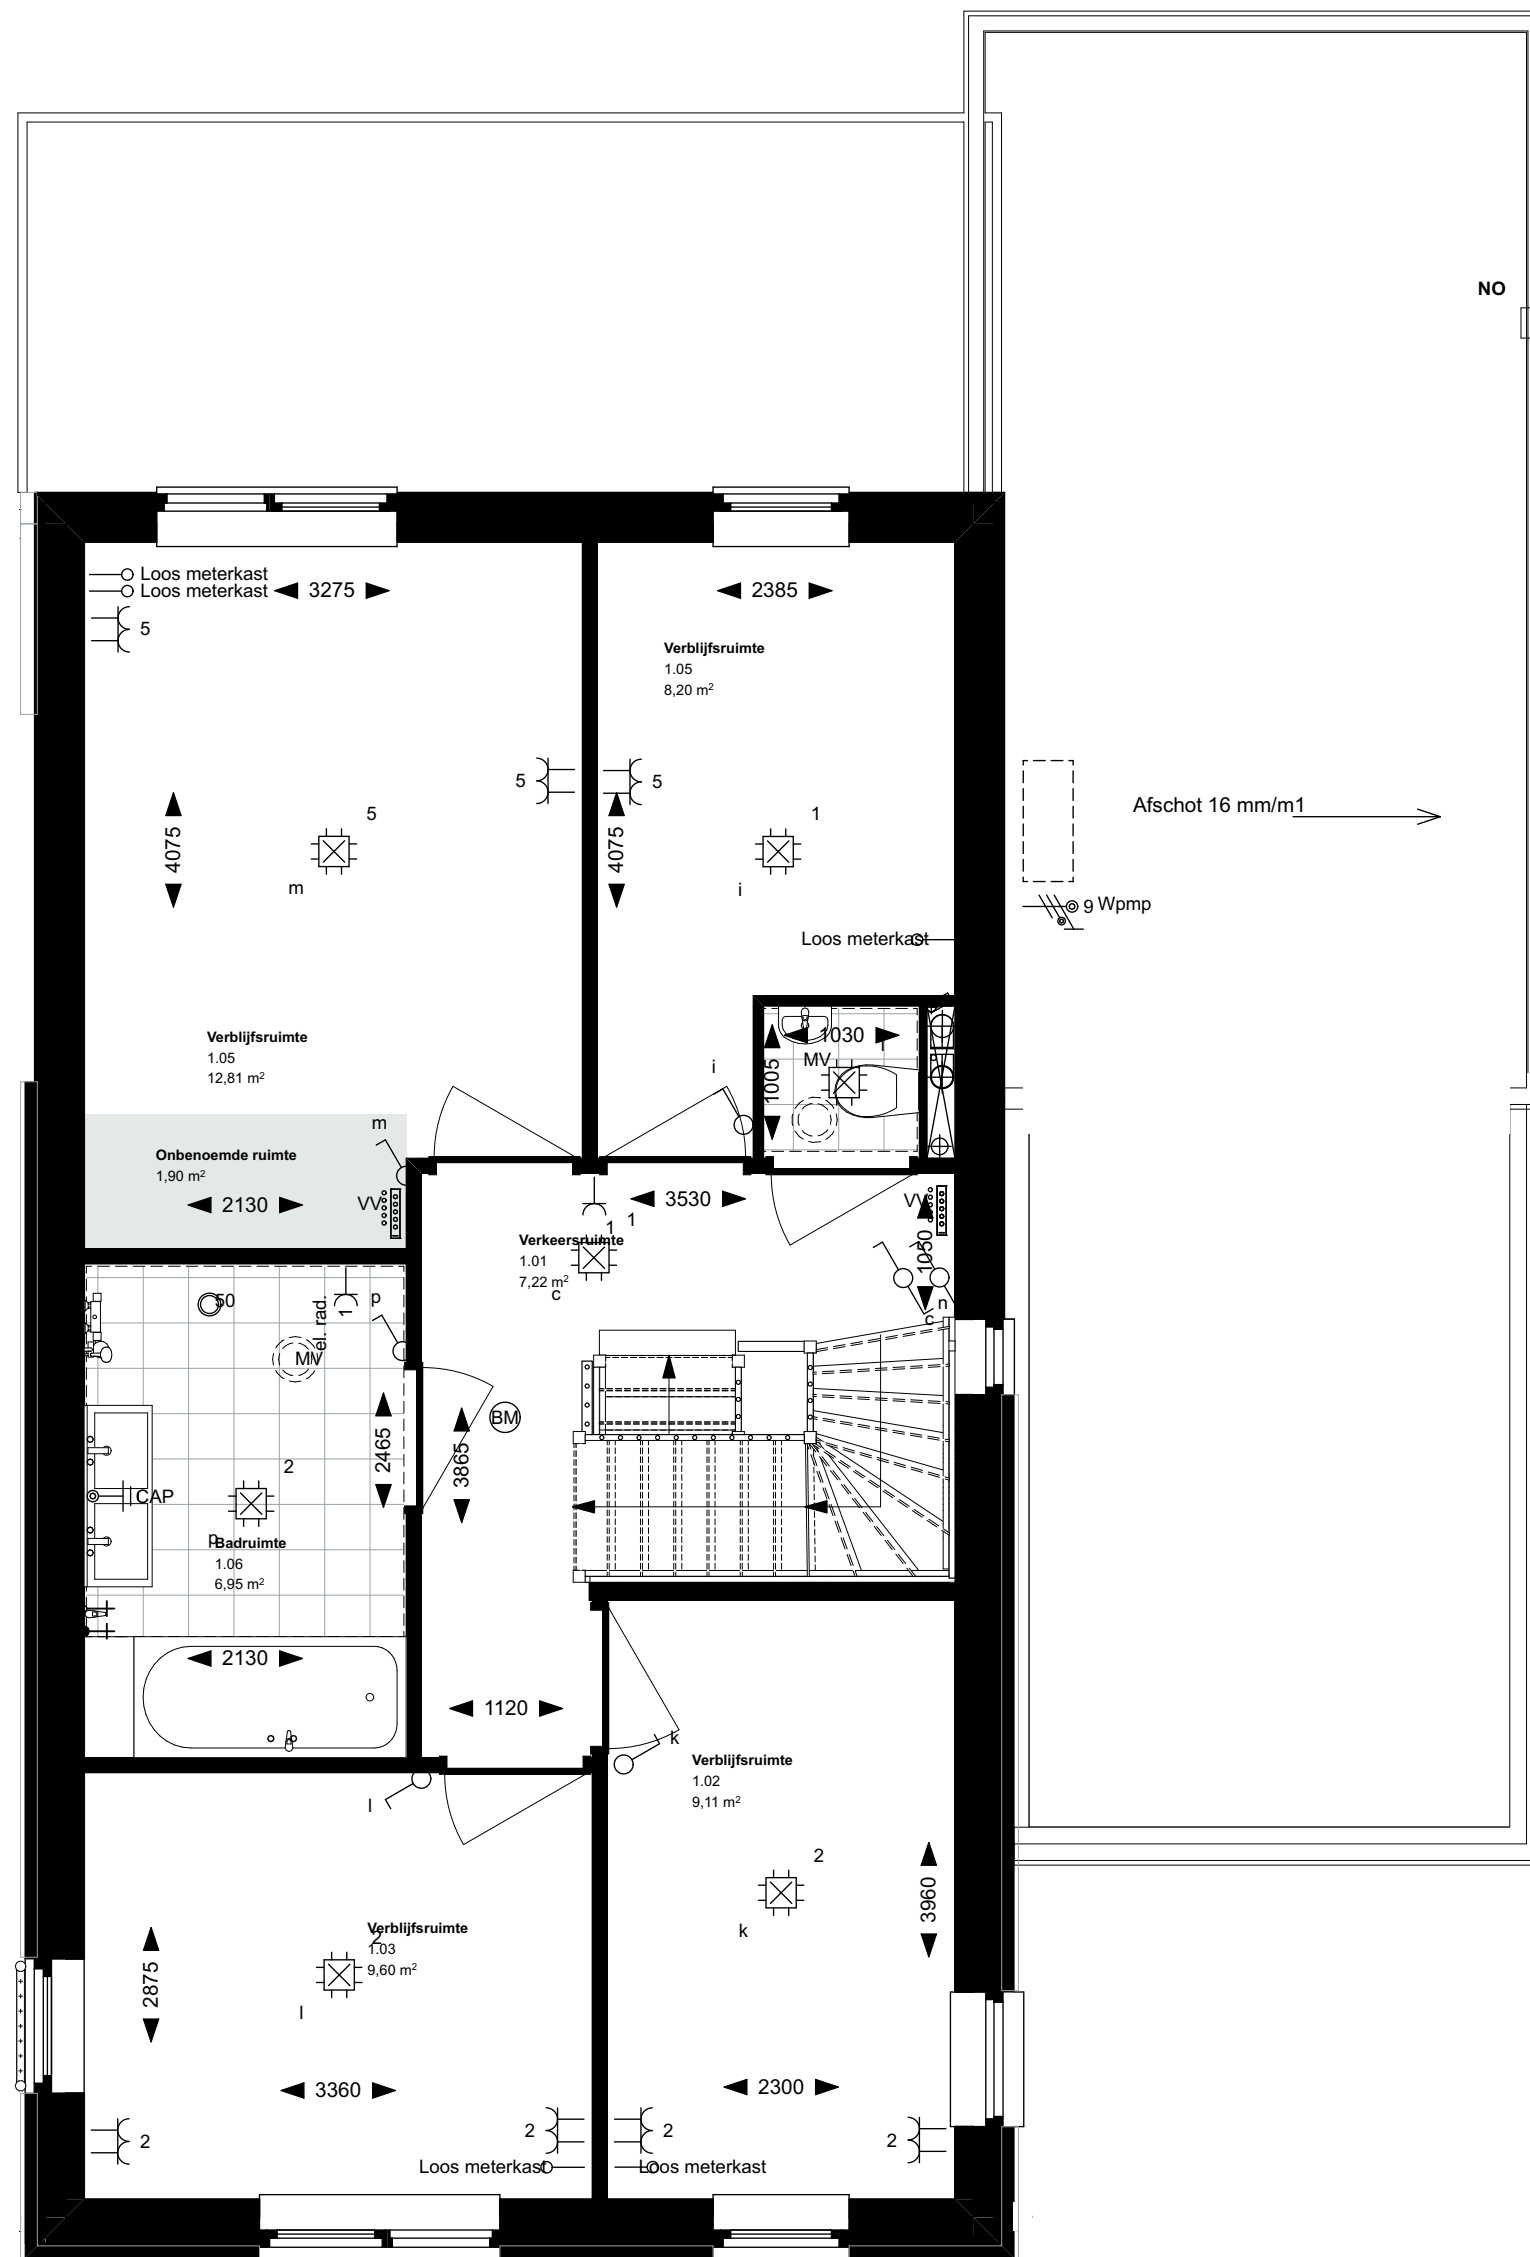 NO
Loos meterkast
Loos meterkast
3275
2385
5
Verblijfsruimte
1.05
8,20 m²
5
5
5
1
4075
4075
Afschot 16 mm/m1
m
i
9 Wpmp
Loos meterkast
Verblijfsruimte
1.05
12,81 m²
1030
MV
i
1005
m
Onbenoemde ruimte
1,90 m²
2130
VV
3530
VV
1
1
Verkeersruimte
1.01
7,22 m²
c
1050
n
c
50
el. rad.
1
p
MV
BM
2465
3865
2
CAP
p
Badruimte
1.06
6,95 m²
2130
1120
k
Verblijfsruimte
1.02
9,11 m²
l
2
3960
k
Verblijfsruimte
2
1.03
9,60 m²
2875
l
3360
2300
2
2
2
2
Loos meterkast
Loos meterkast